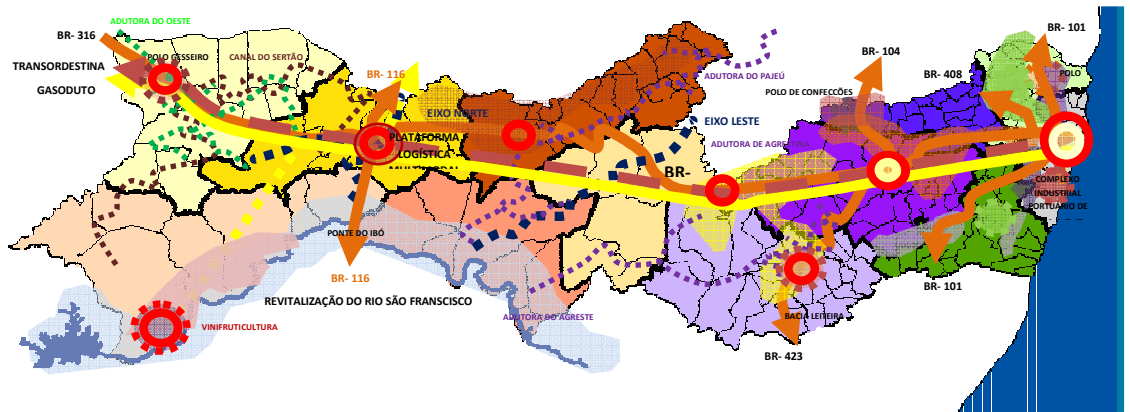 ADUTORA DO OESTE
BR- 316
BR- 101
BR- 104
POLO GESSEIRO
CANAL DO SERTÃO
TRANSORDESTINA
BR- 116
ADUTORA DO PAJEÚ
BR- 408
POLO
GASODUTO
POLO DE CONFECÇÕES
EIXO NORTE
EIXO LESTE
PLATAFORMA
LOGÍSTICA
ADUTORA DE
BR-
COMPLEXO
INDUSTRIAL
PORTUÁRIO DE
PONTE DO IBÓ
BR- 116
BR- 101
REVITALIZAÇÃO DO RIO SÃO FRANSCISCO
ADUTORA DO AGRESTE
BACIA LEITEIRA
VINIFRUTICULTURA
BR- 423